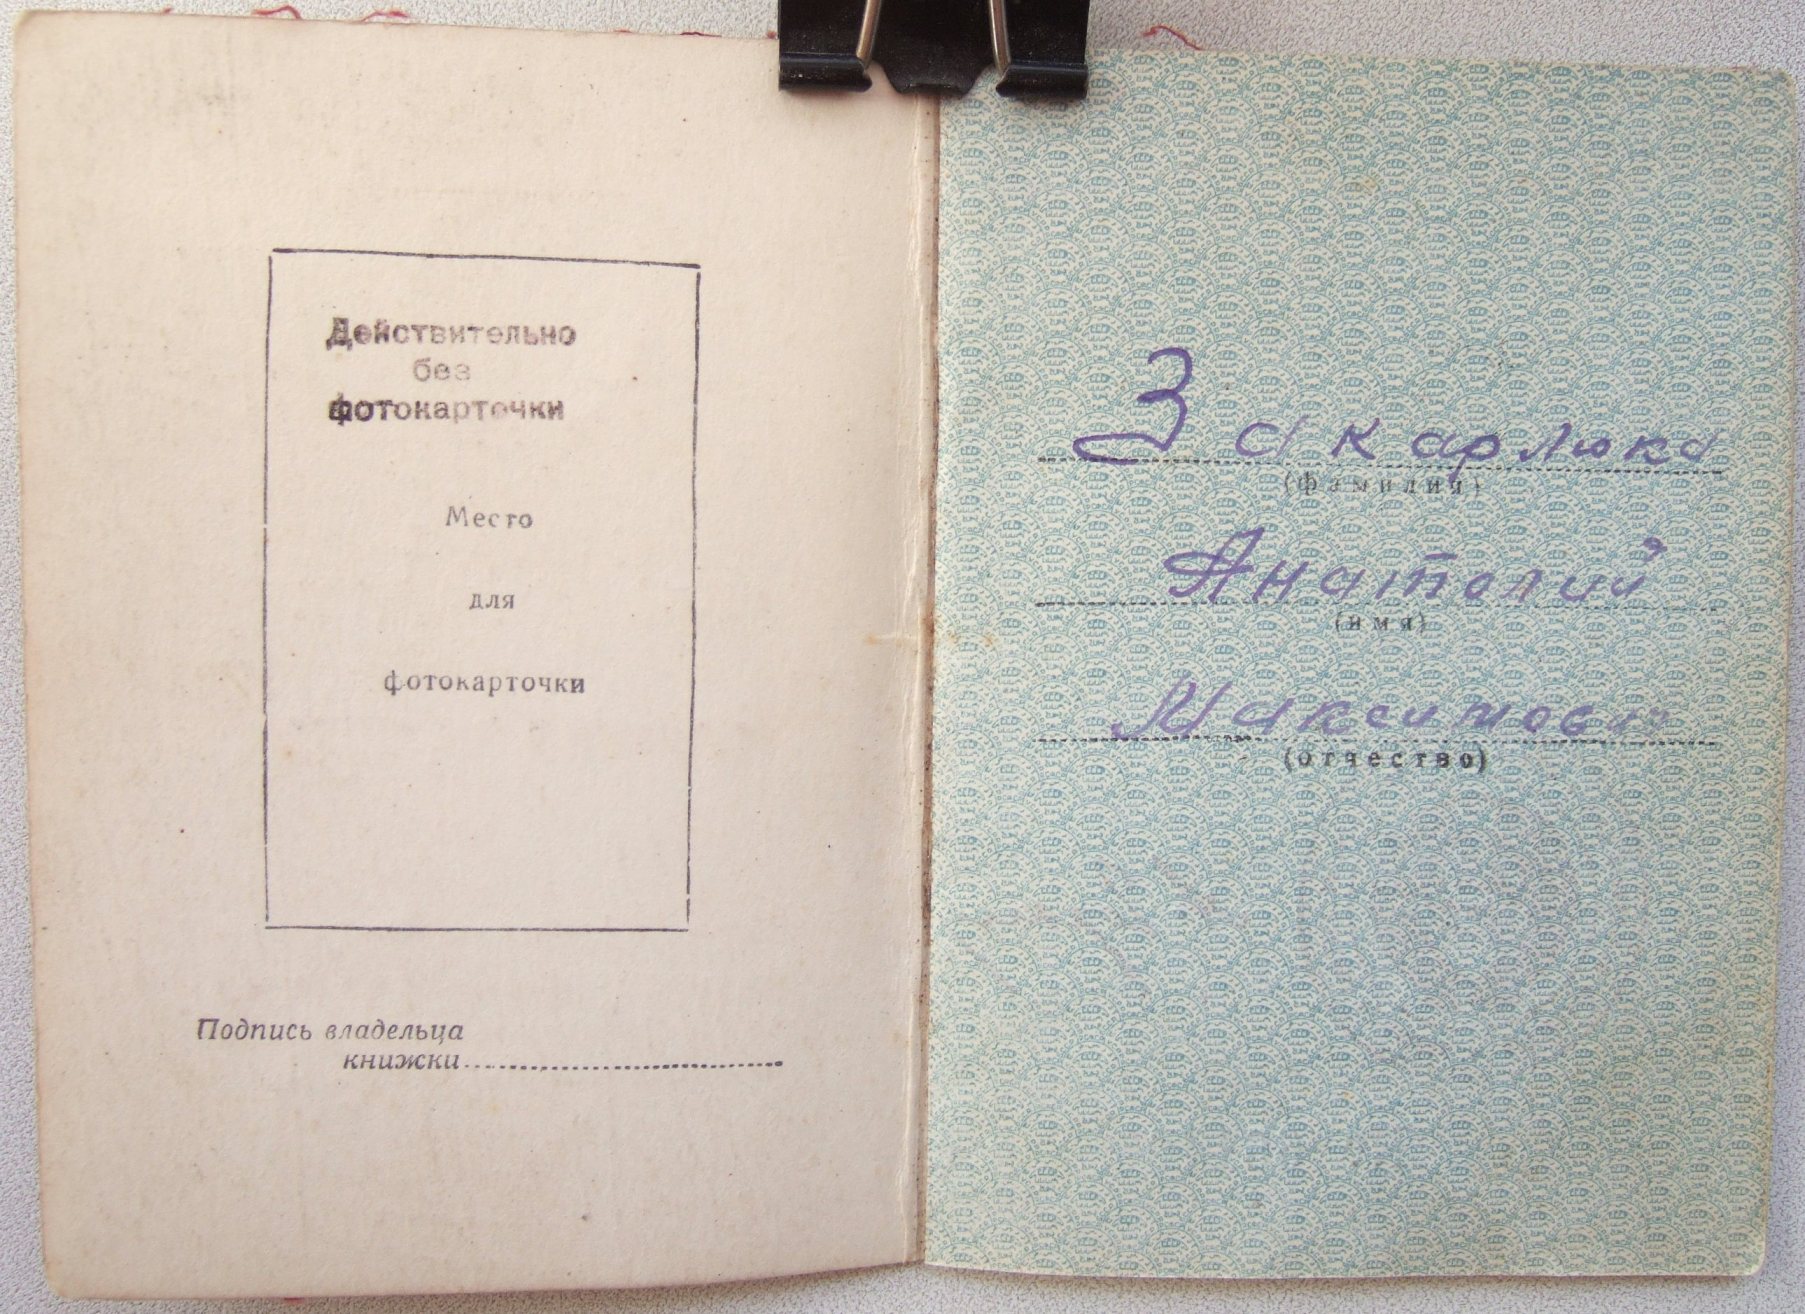 Действительно
без
фотокарточки
Место
для
фотокарточки
Подпись владельца
книжки
Закарлюка
(фамилия)
Анатолий
(имя)
Максимович
(отчество)